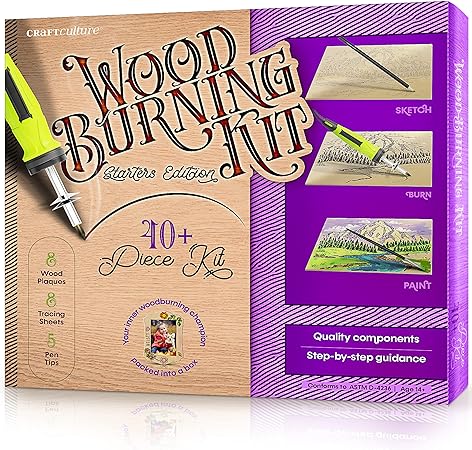 CRAFTculture
WOOD
BURNING
KIT
Starters Edition
40+
Piece Kit
8
Wood
Plaques
8
Tracing
Sheets
5
Pen
Tips
Your inner woodburning champion
Packed into a box
SKETCH
BURN
PAINT
Quality components
Step-by-step guidance
Conforms to ASTM D-4236 | Age 14+
WOOD BURNING KIT